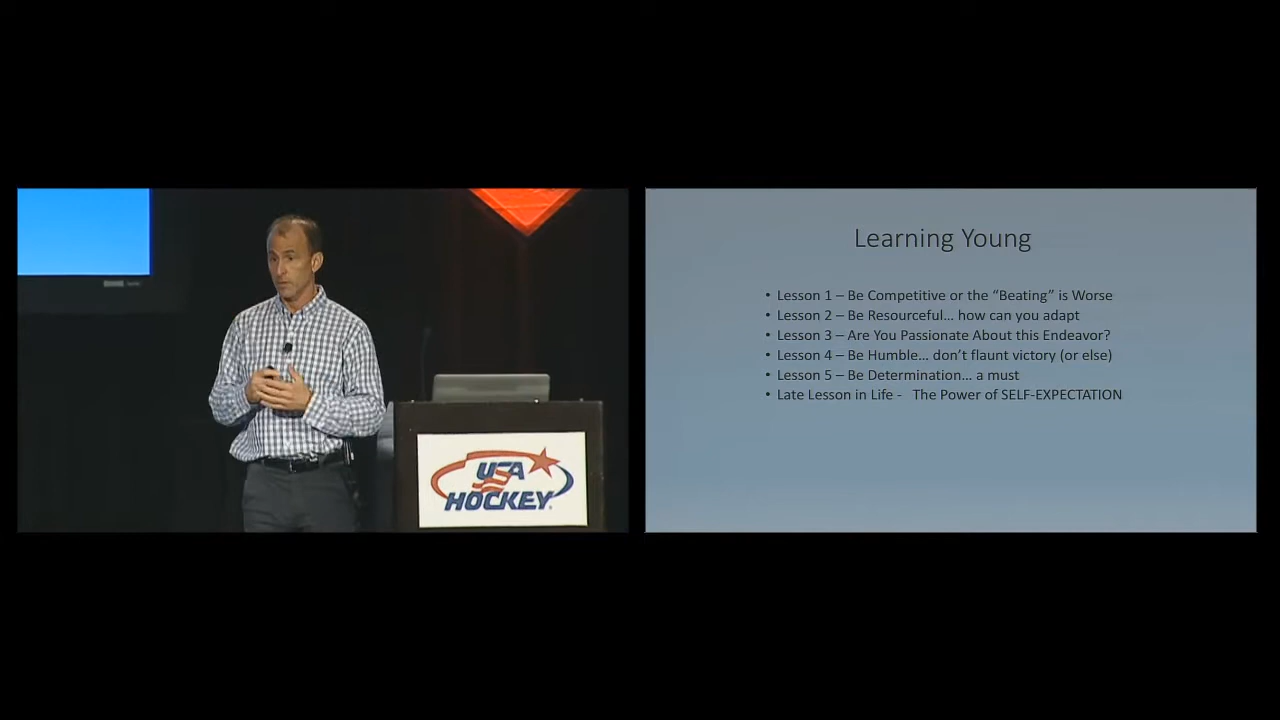 USA
HOCKEY
Learning Young
• Lesson 1 – Be Competitive or the “Beating” is Worse
• Lesson 2 – Be Resourceful… how can you adapt
• Lesson 3 – Are You Passionate About this Endeavor?
• Lesson 4 – Be Humble… don’t flaunt victory (or else)
• Lesson 5 – Be Determination… a must
• Late Lesson in Life - The Power of SELF-EXPECTATION